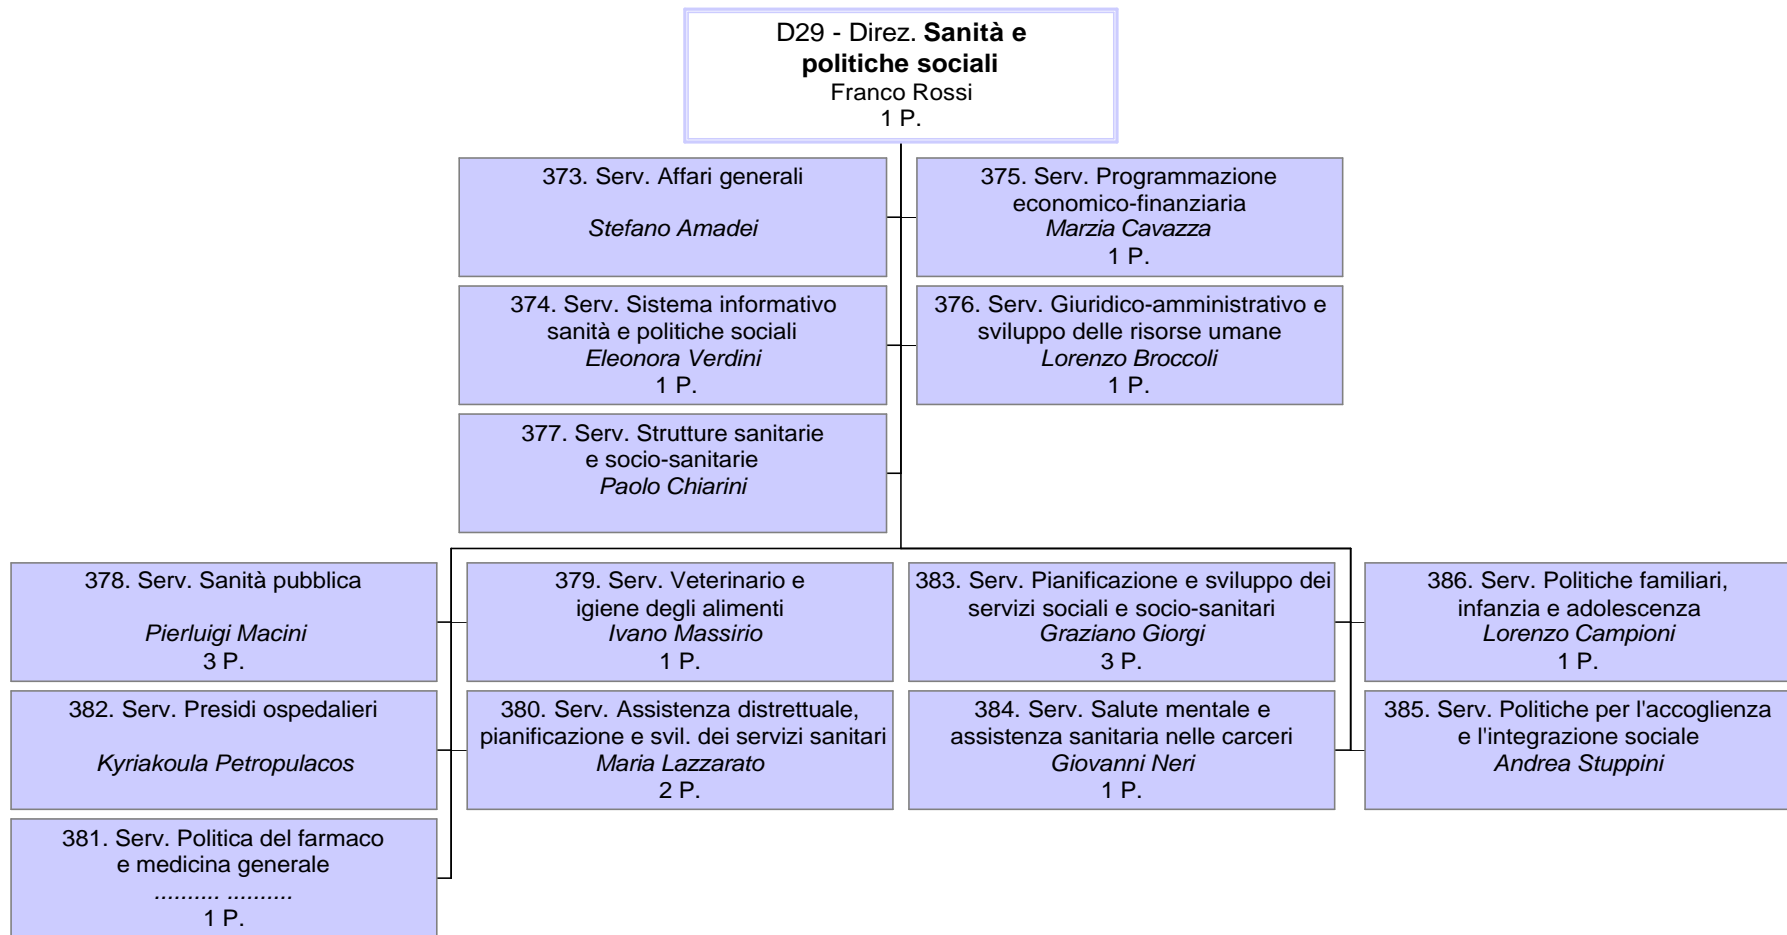 D29 - Direz. Sanità e
politiche sociali
Franco Rossi
1 P.
373. Serv. Affari generali
Stefano Amadei
375. Serv. Programmazione
economico-finanziaria
Marzia Cavazza
1 P.
374. Serv. Sistema informativo
sanità e politiche sociali
Eleonora Verdini
1 P.
376. Serv. Giuridico-amministrativo e
sviluppo delle risorse umane
Lorenzo Broccoli
1 P.
377. Serv. Strutture sanitarie
e socio-sanitarie
Paolo Chiarini
378. Serv. Sanità pubblica
Pierluigi Macini
3 P.
379. Serv. Veterinario e
igiene degli alimenti
Ivano Massirio
1 P.
383. Serv. Pianificazione e sviluppo dei
servizi sociali e socio-sanitari
Graziano Giorgi
3 P.
386. Serv. Politiche familiari,
infanzia e adolescenza
Lorenzo Campioni
1 P.
382. Serv. Presidi ospedalieri
Kyriakoula Petropulacos
380. Serv. Assistenza distrettuale,
pianificazione e svil. dei servizi sanitari
Maria Lazzarato
2 P.
384. Serv. Salute mentale e
assistenza sanitaria nelle carceri
Giovanni Neri
1 P.
385. Serv. Politiche per l'accoglienza
e l'integrazione sociale
Andrea Stuppini
381. Serv. Politica del farmaco
e medicina generale
.......... ..........
1 P.